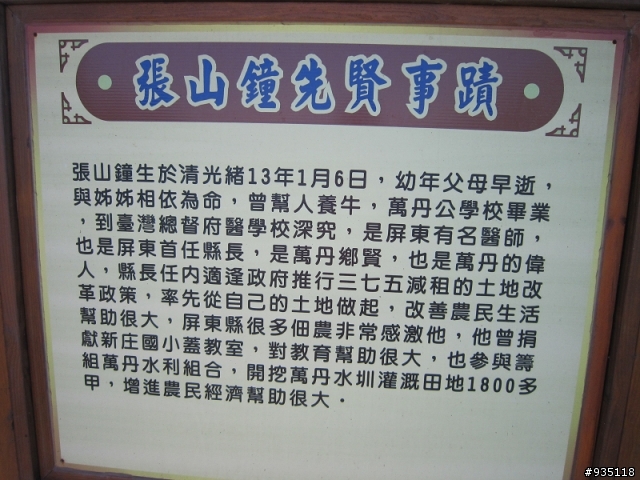 張山鐘先賢事蹟
張山鐘生於清光緒13年1月6日，幼年父母早逝，
與姊姊相依為命，曾幫人養牛，萬丹公學校畢業
，到臺灣總督府醫學校深究，是屏東有名醫師，
也是屏東首任縣長，是萬丹鄉賢，也是萬丹的偉
人，縣長任內適逢政府推行三七五減租的土地改
革政策，率先從自己的土地做起，改善農民生活
幫助很大，屏東縣很多佃農非常感激他，他曾捐
獻新庄國小蓋教室，對教育幫助很大，也參與籌
組萬丹水利組合，開挖萬丹水圳灌溉田地1800多
甲，增進農民經濟幫助很大．
#935118